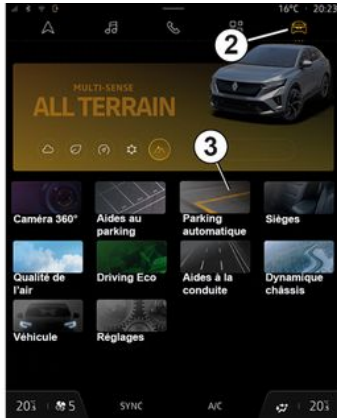 16°C 20:23
2
MULTI-SENSE
ALL TERRAIN
3
Caméra 360°
Aides au
parking
Parking
automatique
Sièges
Qualité de
l'air
Driving Eco
Aides à la
conduite
Dynamique
châssis
Véhicule
Réglages
5 SYNC A/C